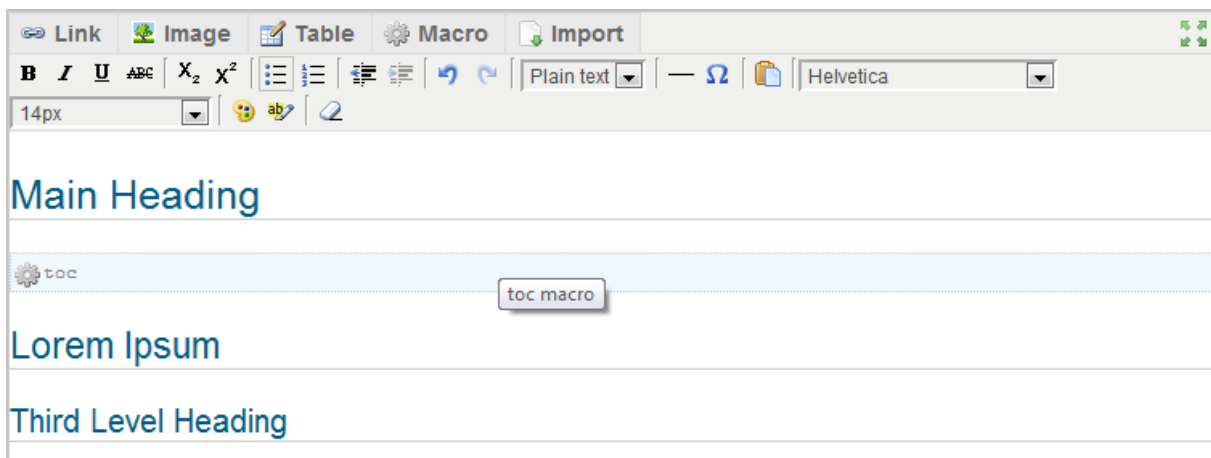 Link Image Table Macro Import
B I U ABC X₂ X² Plain text — Ω Helvetica
14px ab
Main Heading
toc
toc macro
Lorem Ipsum
Third Level Heading